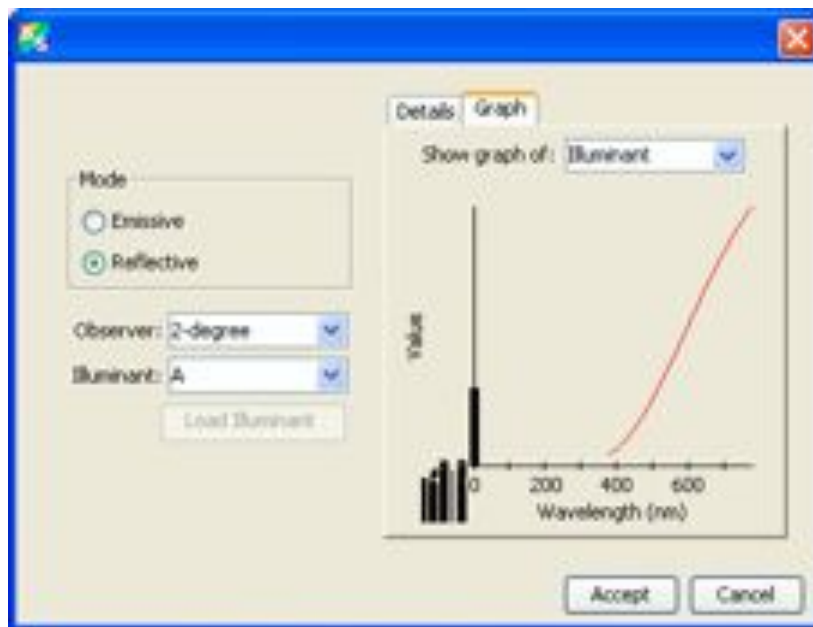 Details Graph
Show graph of: Illuminant
Mode
Emissive
Reflective
Observer: 2-degree
Illuminant: A
Load Illuminant
Value
0 200 400 600
Wavelength (nm)
Accept Cancel